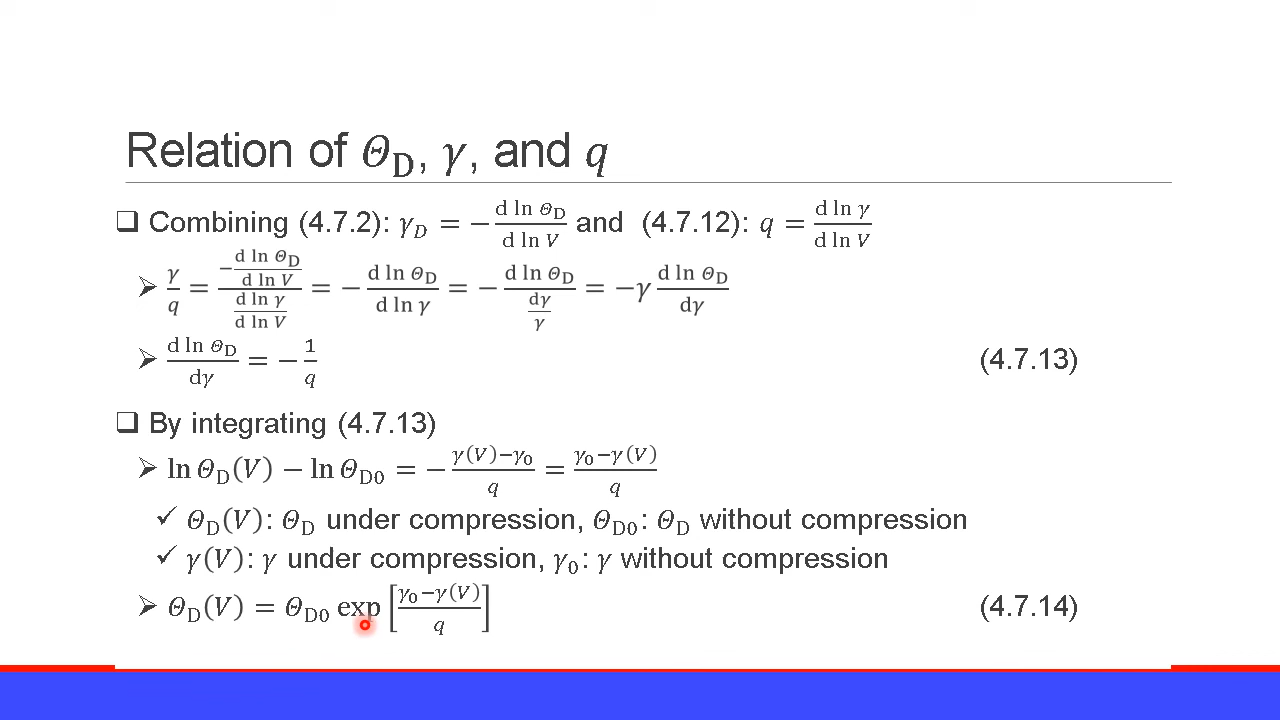 Relation of 𝛩_D, 𝛾, and 𝑞
❑ Combining (4.7.2): 𝛾_𝐷 = −(d ln 𝛩_D)/(d ln 𝑉) and (4.7.12): 𝑞 = (d ln 𝛾)/(d ln 𝑉)
➢ 𝛾/𝑞 = (−(d ln 𝛩_D)/(d ln 𝑉))/((d ln 𝛾)/(d ln 𝑉)) = −(d ln 𝛩_D)/(d ln 𝛾) = −(d ln 𝛩_D)/(d𝛾/𝛾) = −𝛾 (d ln 𝛩_D)/(d𝛾)
➢ (d ln 𝛩_D)/(d𝛾) = −1/𝑞 (4.7.13)
❑ By integrating (4.7.13)
➢ ln 𝛩_D(𝑉) − ln 𝛩_D0 = −(𝛾(𝑉)−𝛾_0)/𝑞 = (𝛾_0−𝛾(𝑉))/𝑞
✓ 𝛩_D(𝑉): 𝛩_D under compression, 𝛩_D0: 𝛩_D without compression
✓ 𝛾(𝑉): 𝛾 under compression, 𝛾_0: 𝛾 without compression
➢ 𝛩_D(𝑉) = 𝛩_D0 exp[(𝛾_0−𝛾(𝑉))/𝑞] (4.7.14)